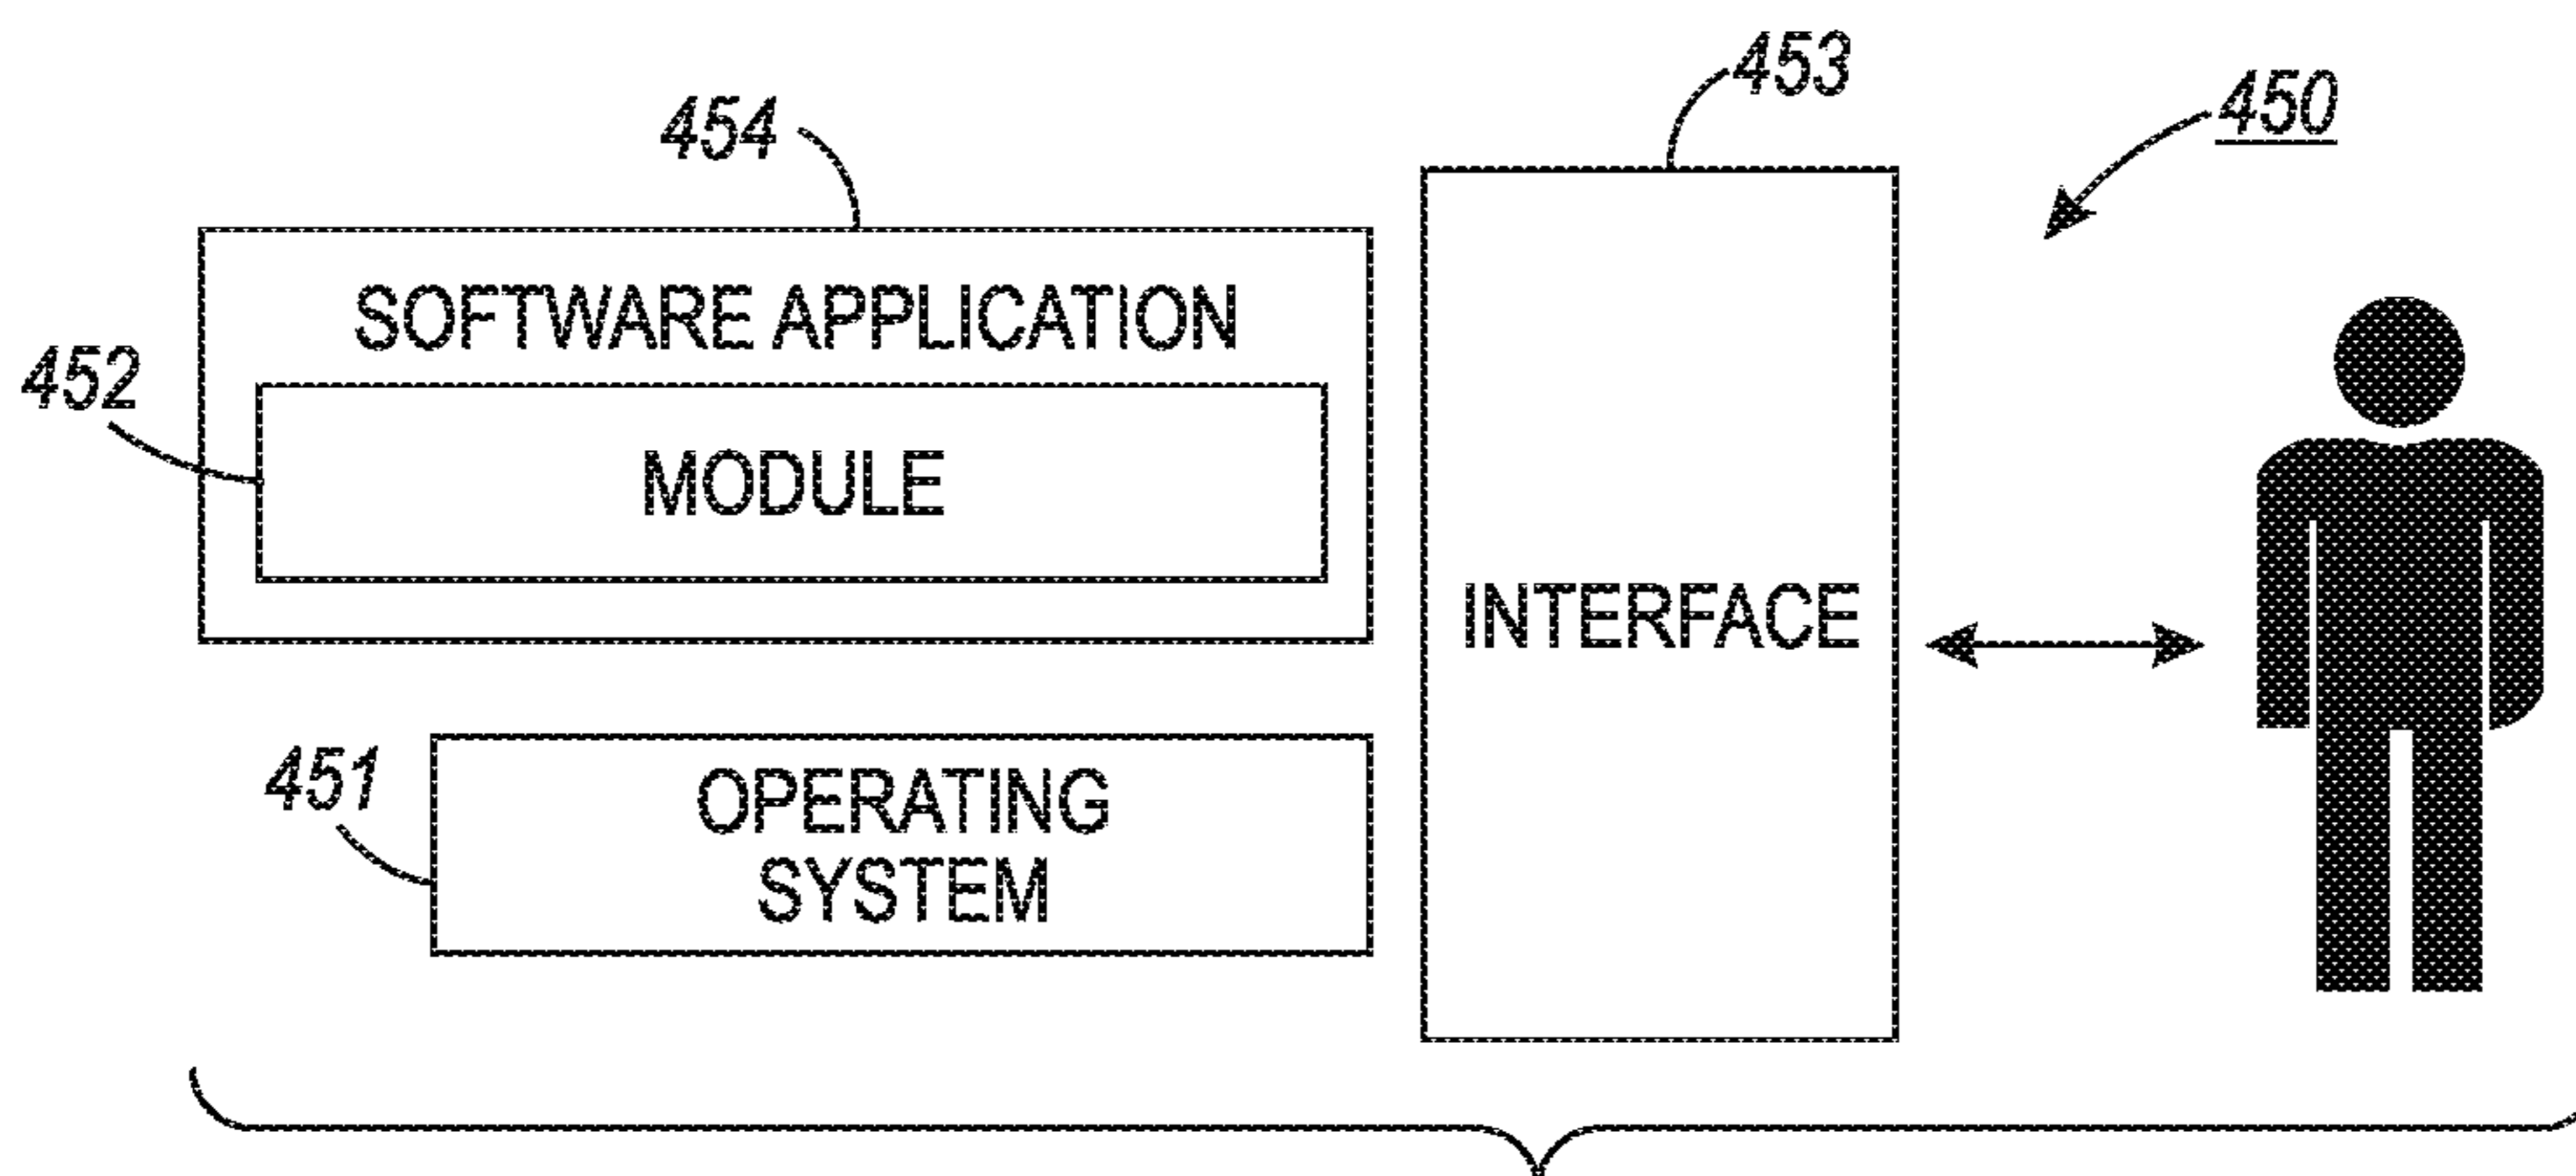 453
450
454
SOFTWARE APPLICATION
452
MODULE
INTERFACE
451
OPERATING
SYSTEM